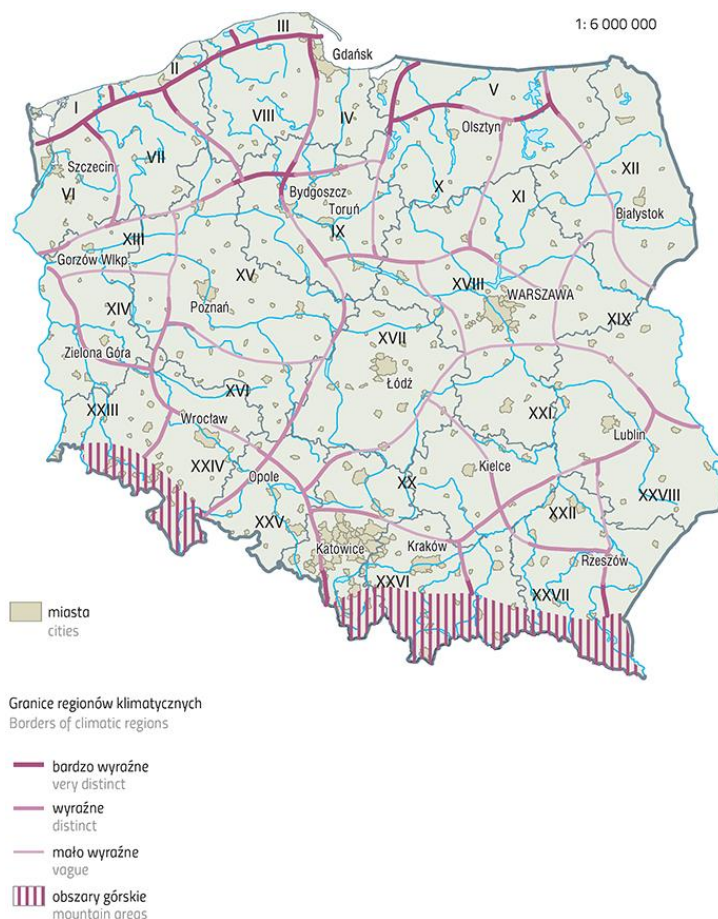 1: 6 000 000
III
Gdańsk
II
I
V
VIII
IV
Olsztyn
VII
Szczecin
XII
VI
X
XI
Bydgoszcz
Toruń
Białystok
XIII
IX
Gorzów Wlkp.
XV
XVIII
WARSZAWA
Poznań
XIV
XIX
XVII
Zielona Góra
Łódź
XVI
XXIII
Wrocław
XXI
Lublin
XXIV
Kielce
Opole
XX
XXVIII
XXII
XXV
Katowice
Kraków
Rzeszów
XXVI
XXVII
miasta
cities
Granice regionów klimatycznych
Borders of climatic regions
bardzo wyraźne
very distinct
wyraźne
distinct
mało wyraźne
vague
obszary górskie
mountain areas